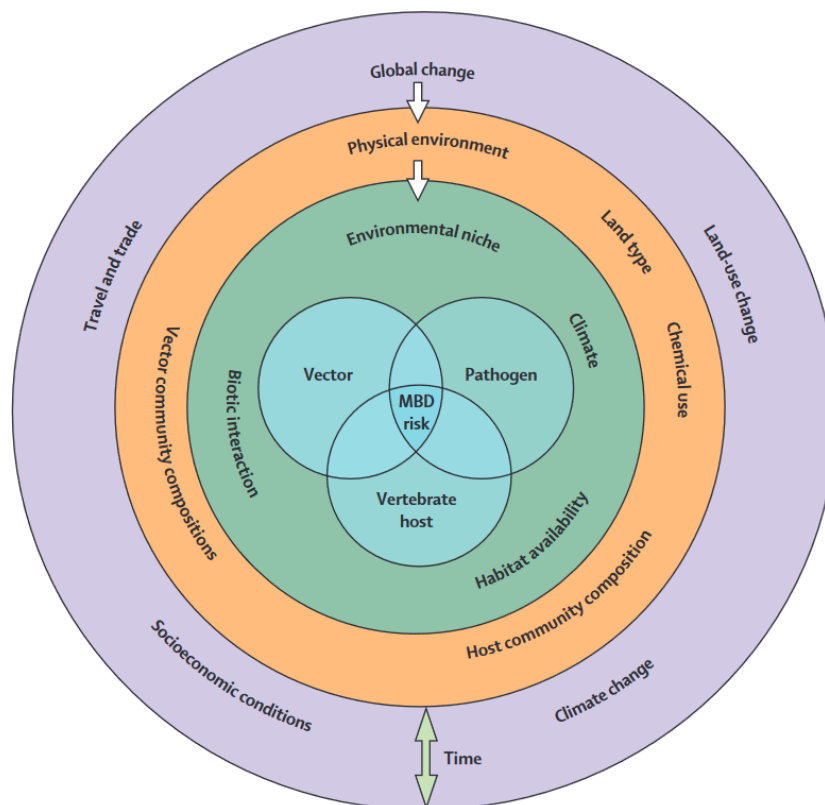 Global change
Physical environment
Environmental niche
Travel and trade
Land type
Land-use change
Vector community compositions
Biotic interaction
Climate
Chemical use
Vector
Pathogen
MBD
risk
Vertebrate
host
Habitat availability
Host community composition
Socioeconomic conditions
Climate change
Time